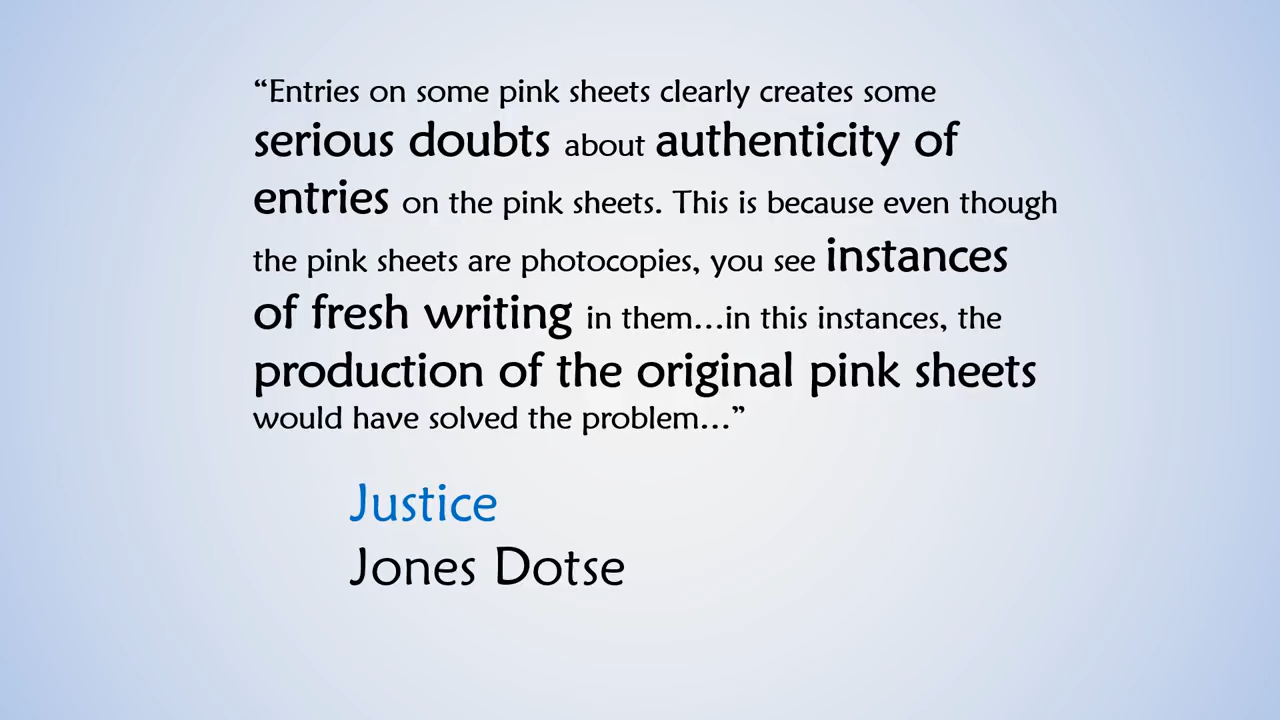 “Entries on some pink sheets clearly creates some
serious doubts about authenticity of
entries on the pink sheets. This is because even though
the pink sheets are photocopies, you see instances
of fresh writing in them...in this instances, the
production of the original pink sheets
would have solved the problem...”
Justice
Jones Dotse